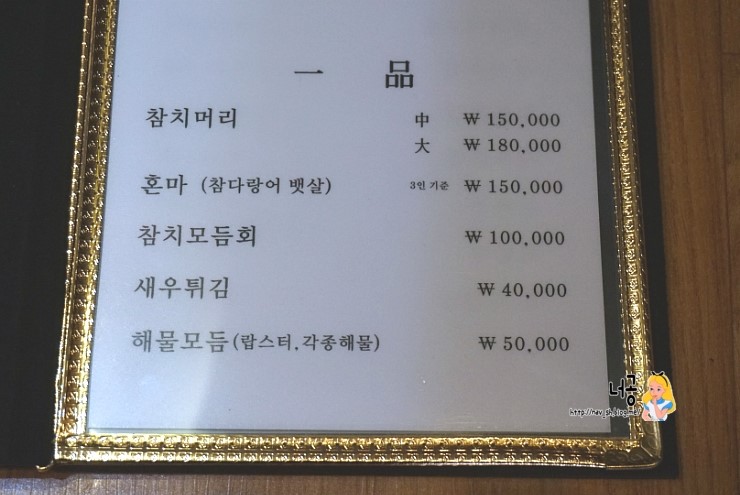 一 品
참치머리 中 ₩ 150,000
大 ₩ 180,000
혼마 (참다랑어 뱃살) 3인 기준 ₩ 150,000
참치모듬회 ₩ 100,000
새우튀김 ₩ 40,000
해물모듬(랍스터,각종해물) ₩ 50,000
너콩